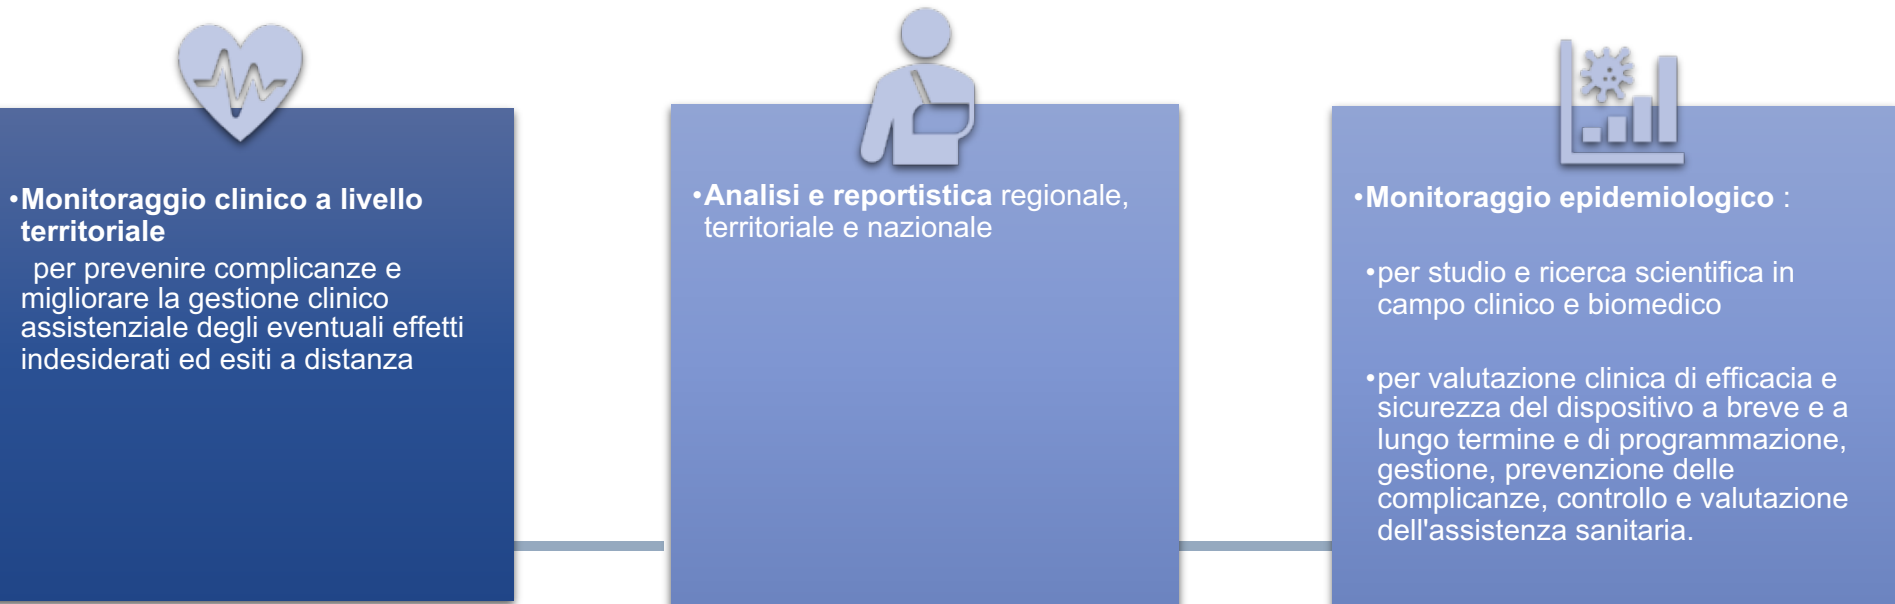 •Monitoraggio clinico a livello
territoriale
per prevenire complicanze e
migliorare la gestione clinico
assistenziale degli eventuali effetti
indesiderati ed esiti a distanza
•Analisi e reportistica regionale,
territoriale e nazionale
•Monitoraggio epidemiologico :
•per studio e ricerca scientifica in
campo clinico e biomedico
•per valutazione clinica di efficacia e
sicurezza del dispositivo a breve e a
lungo termine e di programmazione,
gestione, prevenzione delle
complicanze, controllo e valutazione
dell'assistenza sanitaria.